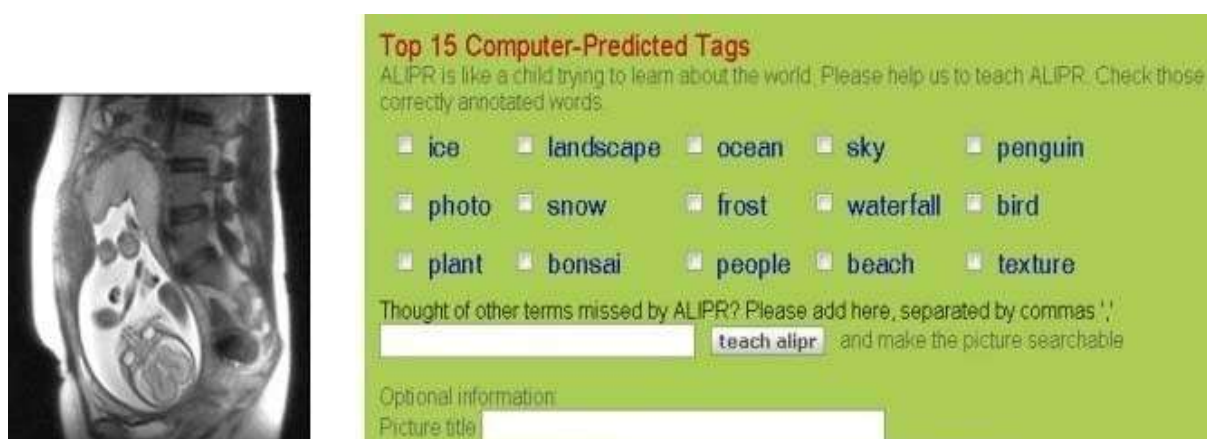 Top 15 Computer-Predicted Tags
ALIPR is like a child trying to learn about the world. Please help us to teach ALIPR. Check those
correctly annotated words.
ice landscape ocean sky penguin
photo snow frost waterfall bird
plant bonsai people beach texture
Thought of other terms missed by ALIPR? Please add here, separated by commas ','
teach alipr and make the picture searchable
Optional information
Picture title